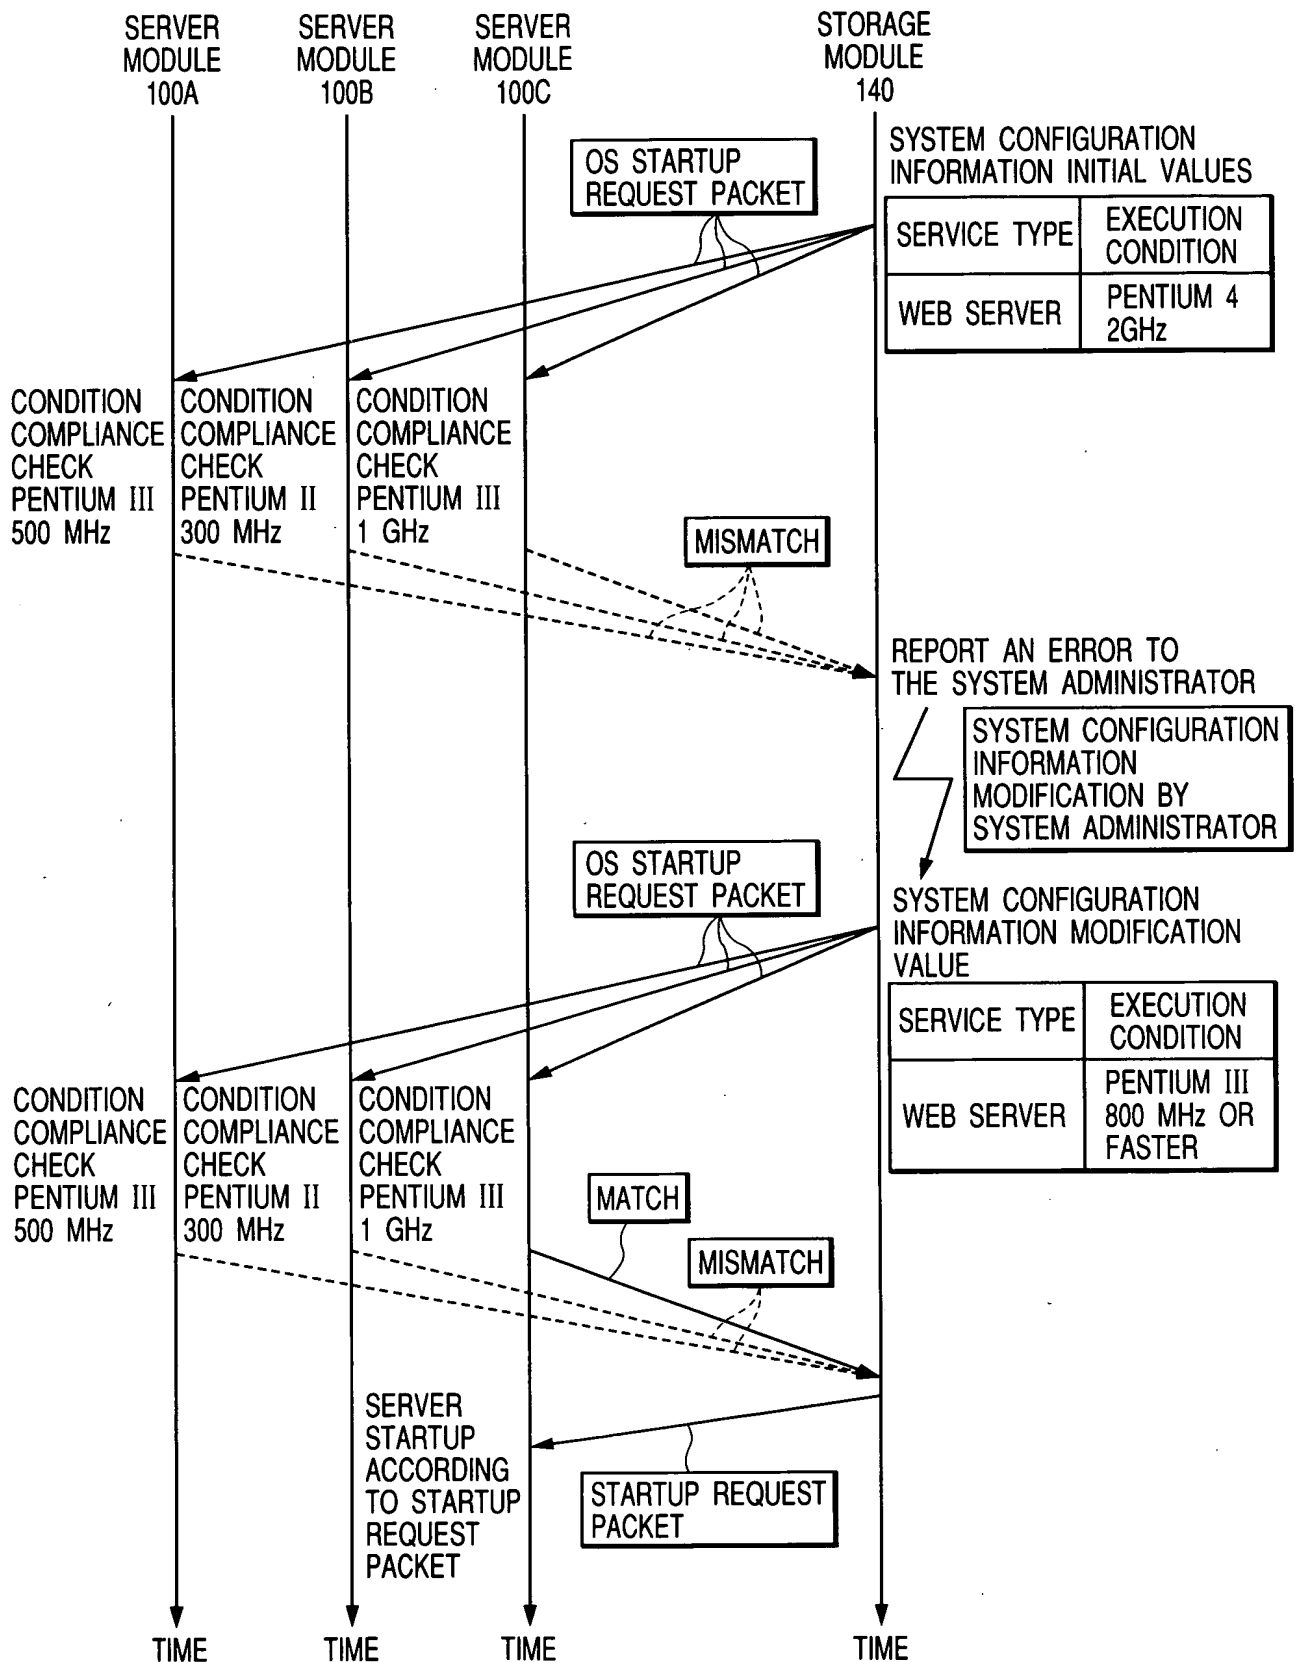 SERVER
MODULE
100A
SERVER
MODULE
100B
SERVER
MODULE
100C
STORAGE
MODULE
140
SYSTEM CONFIGURATION
INFORMATION INITIAL VALUES
OS STARTUP
REQUEST PACKET
SERVICE TYPE
EXECUTION
CONDITION
WEB SERVER
PENTIUM 4
2GHz
CONDITION
COMPLIANCE
CHECK
PENTIUM III
500 MHz
CONDITION
COMPLIANCE
CHECK
PENTIUM II
300 MHz
CONDITION
COMPLIANCE
CHECK
PENTIUM III
1 GHz
MISMATCH
REPORT AN ERROR TO
THE SYSTEM ADMINISTRATOR
SYSTEM CONFIGURATION
INFORMATION
MODIFICATION BY
SYSTEM ADMINISTRATOR
OS STARTUP
REQUEST PACKET
SYSTEM CONFIGURATION
INFORMATION MODIFICATION
VALUE
SERVICE TYPE
EXECUTION
CONDITION
WEB SERVER
PENTIUM III
800 MHz OR
FASTER
CONDITION
COMPLIANCE
CHECK
PENTIUM III
500 MHz
CONDITION
COMPLIANCE
CHECK
PENTIUM II
300 MHz
CONDITION
COMPLIANCE
CHECK
PENTIUM III
1 GHz
MATCH
MISMATCH
SERVER
STARTUP
ACCORDING
TO STARTUP
REQUEST
PACKET
STARTUP REQUEST
PACKET
TIME
TIME
TIME
TIME